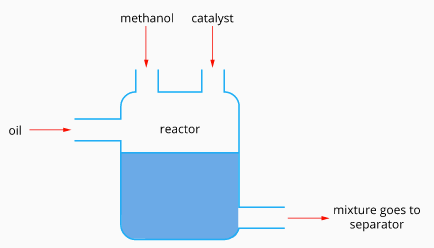 methanol
catalyst
oil
reactor
mixture goes to
separator